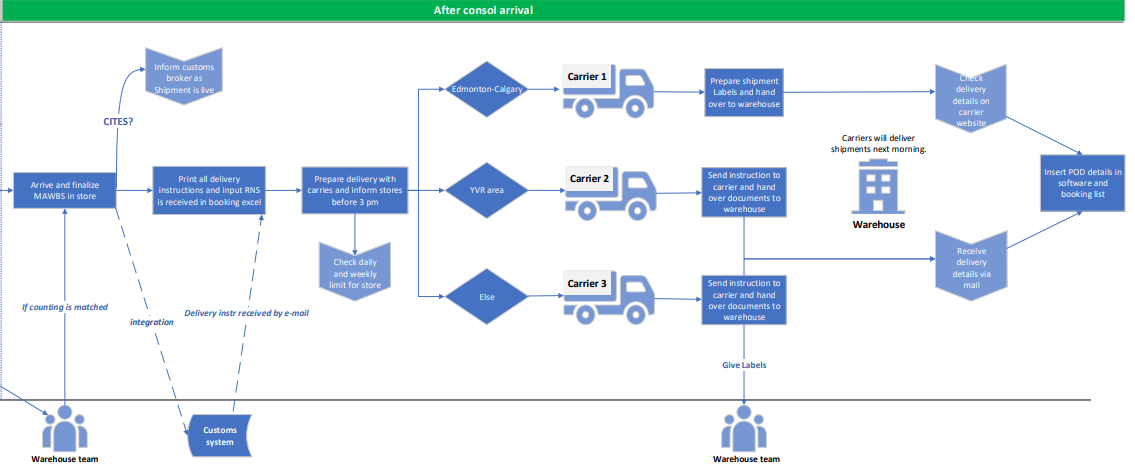 After consol arrival
Inform customs
broker as
Shipment is live
CITES?
Arrive and finalize
MAWBS in store
Print all delivery
instructions and input RNS
is received in booking excel
Prepare delivery with
carries and inform stores
before 3 pm
Check daily
and weekly
limit for store
Edmonton-Calgary
Carrier 1
Prepare shipment
Labels and hand
over to warehouse
Check
delivery
details on
carrier
website
YVR area
Carrier 2
Send instruction to
carrier and hand
over documents to
warehouse
Carriers will deliver
shipments next morning.
Warehouse
Insert POD details in
software and
booking list
Else
Carrier 3
Send instruction to
carrier and hand
over documents to
warehouse
Receive
delivery
details via
mail
If counting is matched
integration
Delivery instr received by e-mail
Give Labels
Warehouse team
Customs
system
Warehouse team